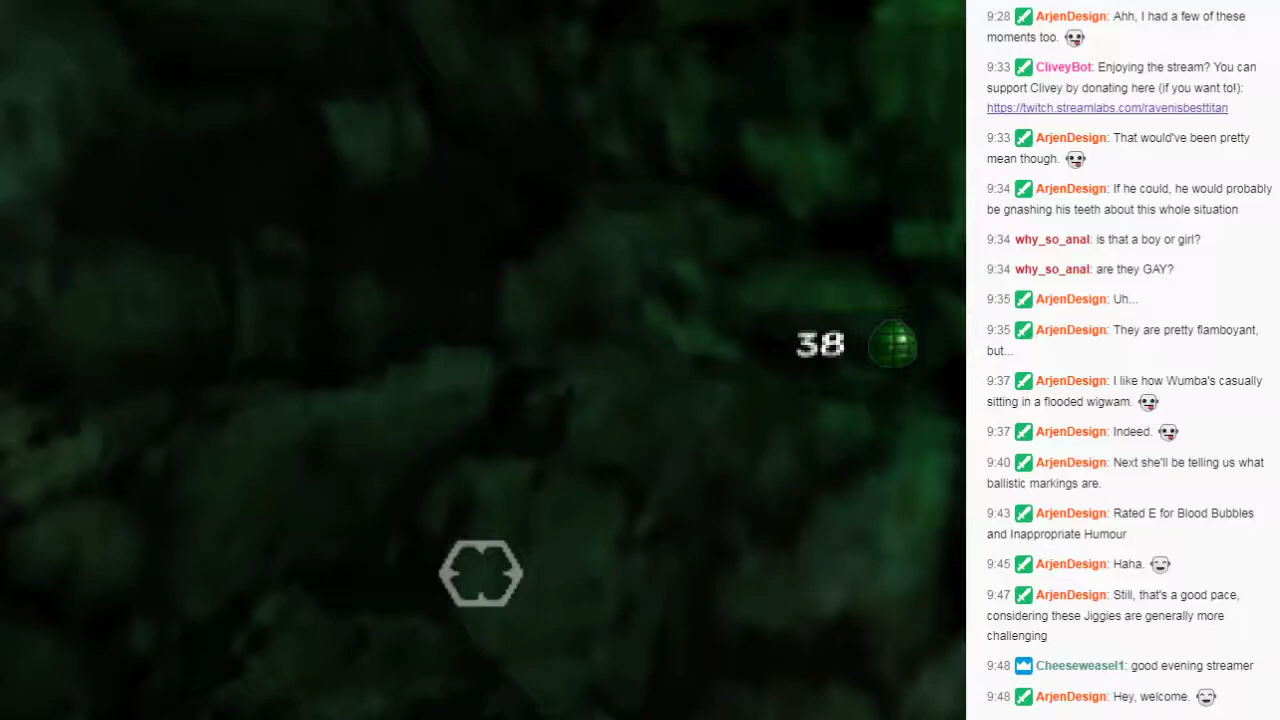 38
9:28 ArjenDesign: Ahh, I had a few of these
moments too.
9:33 CliveyBot: Enjoying the stream? You can
support Clivey by donating here (if you want to!):
https://twitch.streamlabs.com/ravenisbesttitan
9:33 ArjenDesign: That would've been pretty
mean though.
9:34 ArjenDesign: If he could, he would probably
be gnashing his teeth about this whole situation
9:34 why_so_anal: is that a boy or girl?
9:34 why_so_anal: are they GAY?
9:35 ArjenDesign: Uh...
9:35 ArjenDesign: They are pretty flamboyant,
but...
9:37 ArjenDesign: I like how Wumba's casually
sitting in a flooded wigwam.
9:37 ArjenDesign: Indeed.
9:40 ArjenDesign: Next she'll be telling us what
ballistic markings are.
9:43 ArjenDesign: Rated E for Blood Bubbles
and Inappropriate Humour
9:45 ArjenDesign: Haha.
9:47 ArjenDesign: Still, that's a good pace,
considering these Jiggies are generally more
challenging
9:48 Cheeseweasel1: good evening streamer
9:48 ArjenDesign: Hey, welcome.